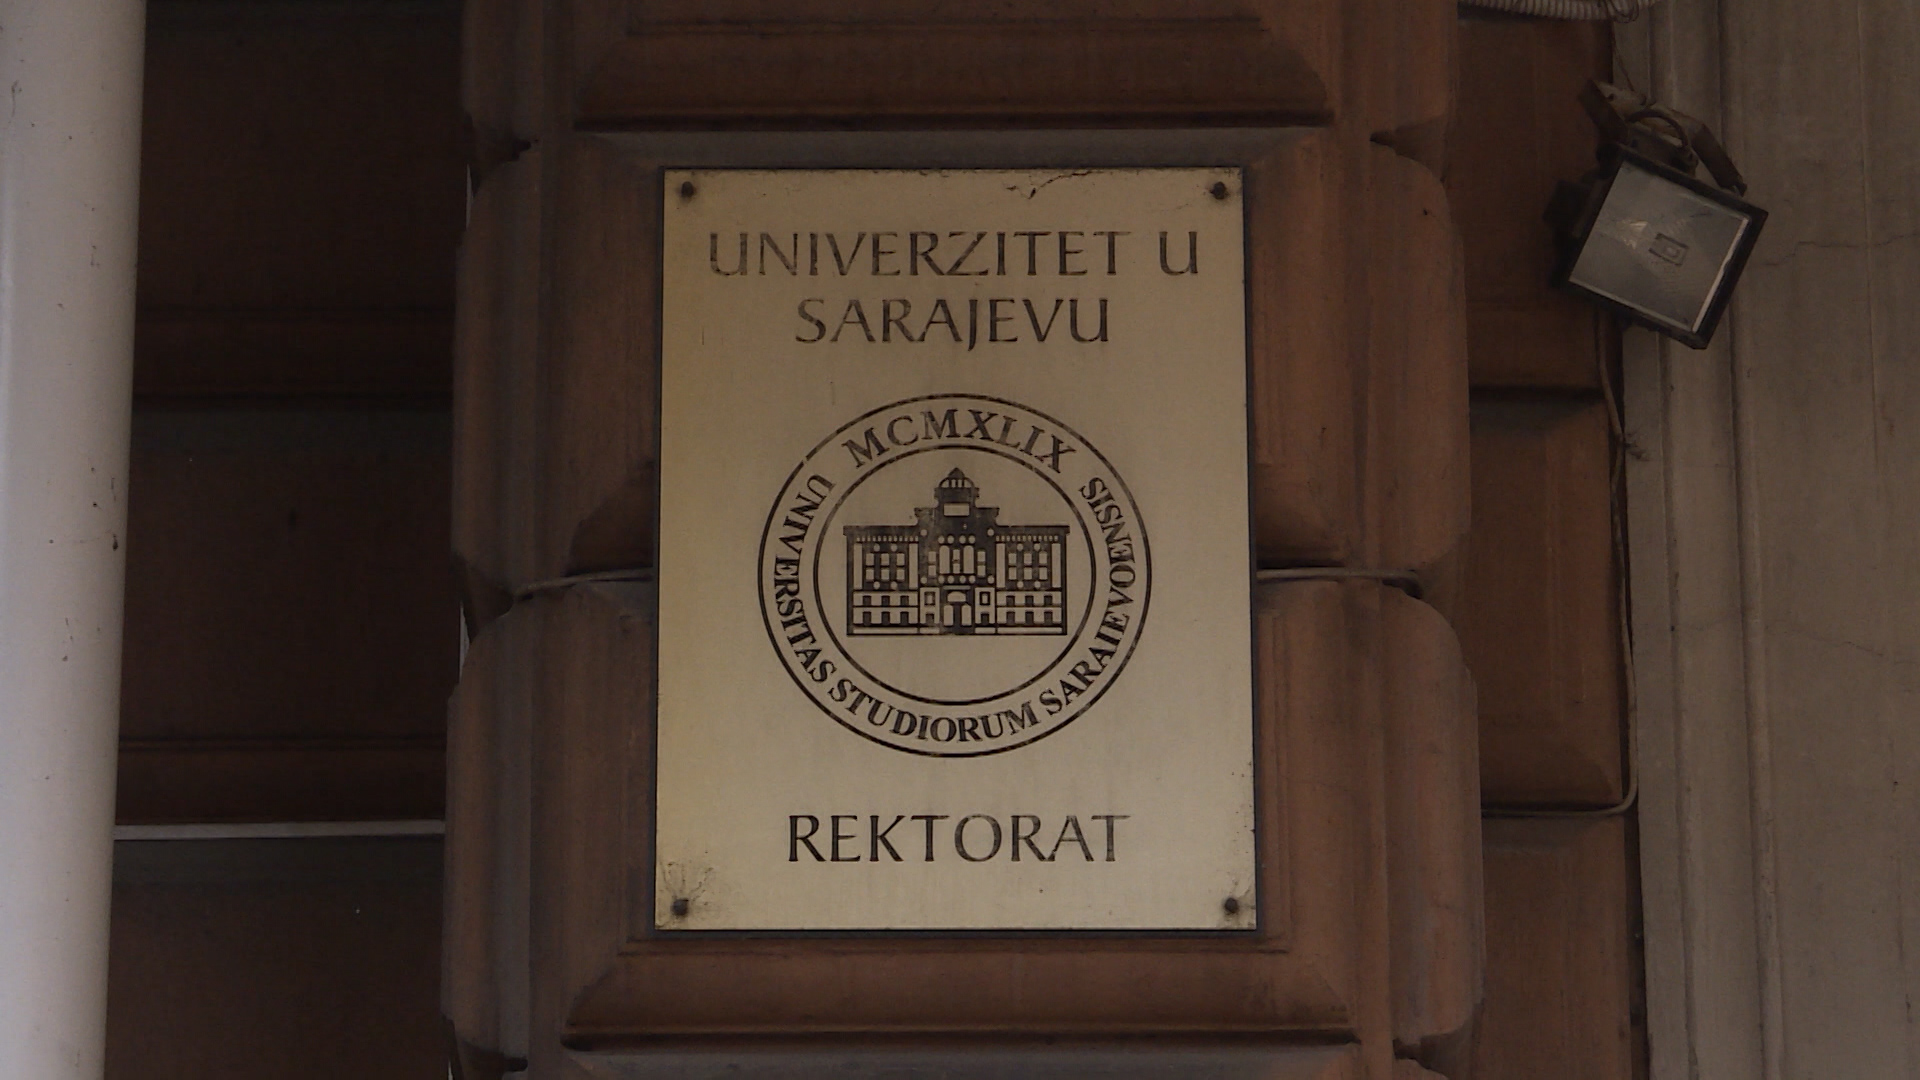 UNIVERZITET U
SARAJEVU
MCMXLIX
UNIVERSITAS STUDIORUM SARAIEVOENSIS
REKTORAT